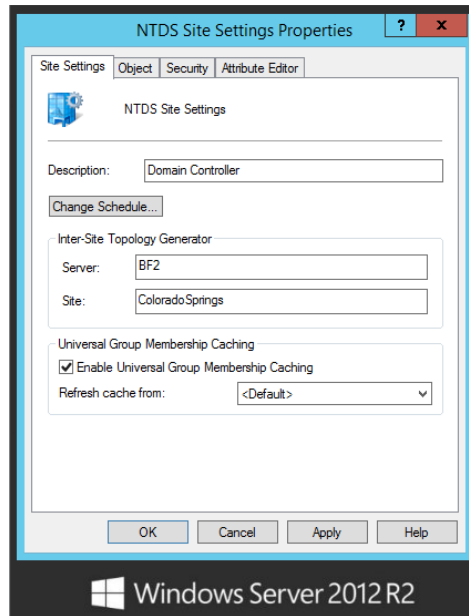 NTDS Site Settings Properties ? x
Site Settings Object Security Attribute Editor
NTDS Site Settings
Description: Domain Controller
Change Schedule...
Inter-Site Topology Generator
Server: BF2
Site: ColoradoSprings
Universal Group Membership Caching
Enable Universal Group Membership Caching
Refresh cache from: <Default>
OK Cancel Apply Help
Windows Server 2012 R2